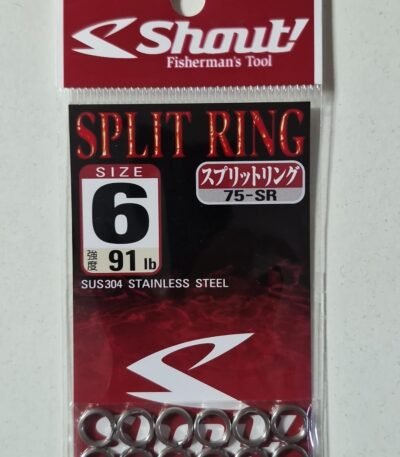 Shout!
Fisherman's Tool
SPLIT RING
SIZE
6
強度 91 lb
スプリットリング
75-SR
SUS304 STAINLESS STEEL